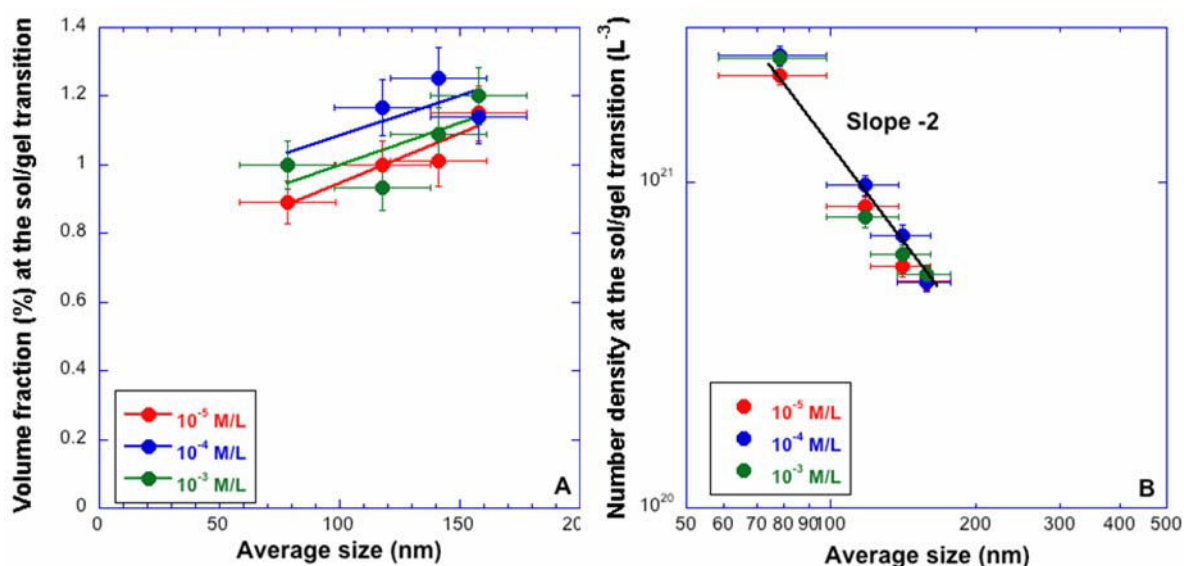 Volume fraction (%) at the sol/gel transition
1.4
1.2
1
0.8
0.6
0.4
0.2
0
10⁻⁵ M/L
10⁻⁴ M/L
10⁻³ M/L
A
0 50 100 150 20
Average size (nm)
Number density at the sol/gel transition (L⁻³)
10²¹
10²⁰
Slope -2
10⁻⁵ M/L
10⁻⁴ M/L
10⁻³ M/L
B
50 60 70 80 90 100 200 300 400 500
Average size (nm)